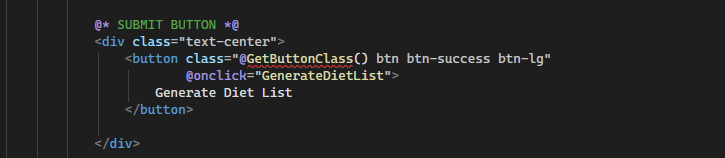 @* SUBMIT BUTTON *@
<div class="text-center">
<button class="@GetButtonClass() btn btn-success btn-lg"
@onclick="GenerateDietList">
Generate Diet List
</button>
</div>